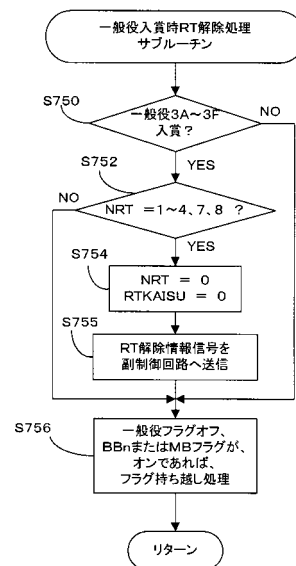 一般役入賞時RT解除処理
サブルーチン
S750
一般役3A～3F
入賞？
NO
YES
S752
NO
NRT ＝1～4、7、8 ？
YES
S754
NRT ＝ 0
RTKAISU ＝ 0
S755
RT解除情報信号を
副制御回路へ送信
S756
一般役フラグオフ、
BBnまたはMBフラグが、
オンであれば、
フラグ持ち越し処理
リターン